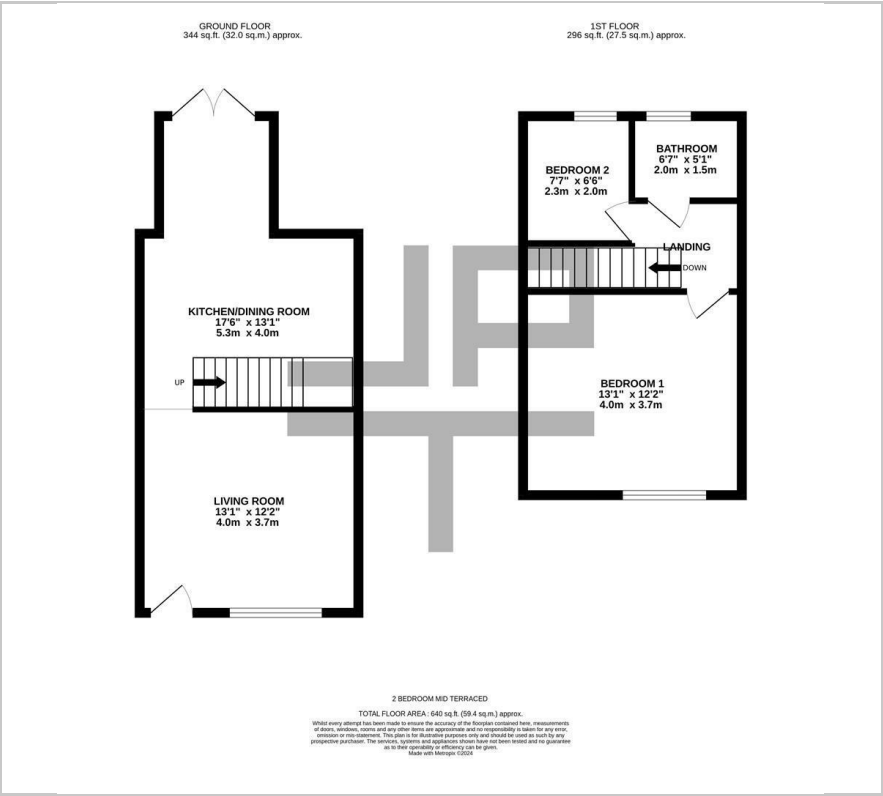 GROUND FLOOR
344 sq.ft. (32.0 sq.m.) approx.
1ST FLOOR
296 sq.ft. (27.5 sq.m.) approx.
KITCHEN/DINING ROOM
17'6" x 13'1"
5.3m x 4.0m
UP
LIVING ROOM
13'1" x 12'2"
4.0m x 3.7m
BEDROOM 2
7'7" x 6'6"
2.3m x 2.0m
BATHROOM
6'7" x 5'1"
2.0m x 1.5m
LANDING
DOWN
BEDROOM 1
13'1" x 12'2"
4.0m x 3.7m
2 BEDROOM MID TERRACED
TOTAL FLOOR AREA : 640 sq.ft. (59.4 sq.m.) approx.
Whilst every attempt has been made to ensure the accuracy of the floorplan contained here, measurements
of doors, windows, rooms and any other items are approximate and no responsibility is taken for any error,
omission or mis-statement. This plan is for illustrative purposes only and should be used as such by any
prospective purchaser. The services, systems and appliances shown have not been tested and no guarantee
as to their operability or efficiency can be given.
Made with Metropix ©2024